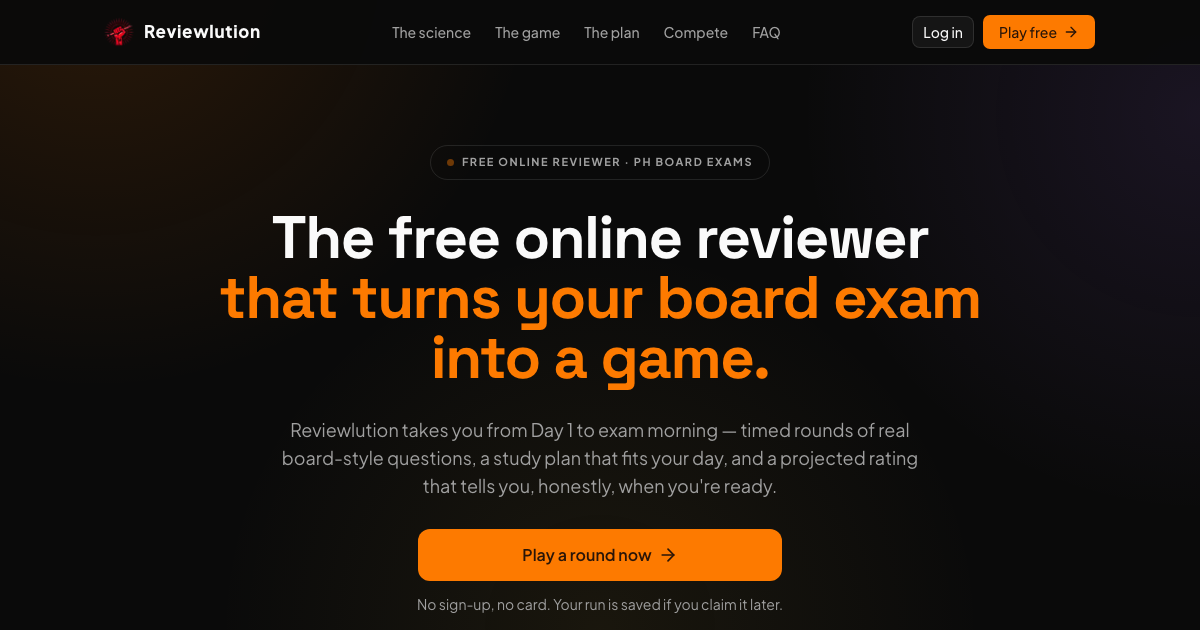 Reviewlution
The science
The game
The plan
Compete
FAQ
Log in
Play free →
FREE ONLINE REVIEWER · PH BOARD EXAMS
The free online reviewer
that turns your board exam
into a game.
Reviewlution takes you from Day 1 to exam morning — timed rounds of real
board-style questions, a study plan that fits your day, and a projected rating
that tells you, honestly, when you're ready.
Play a round now →
No sign-up, no card. Your run is saved if you claim it later.